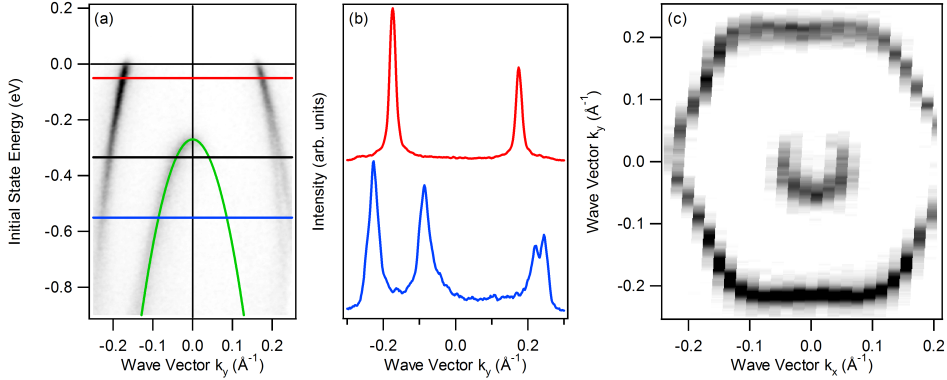 (a)
0.2
0.0
-0.2
-0.4
-0.6
-0.8
Initial State Energy (eV)
-0.2 -0.1 0.0 0.1 0.2
Wave Vector k_y (Å⁻¹)
(b)
Intensity (arb. units)
-0.2 0.0 0.2
Wave Vector k_y (Å⁻¹)
(c)
0.2
0.1
0.0
-0.1
-0.2
Wave Vector k_y (Å⁻¹)
-0.2 -0.1 0.0 0.1 0.2
Wave Vector k_x (Å⁻¹)